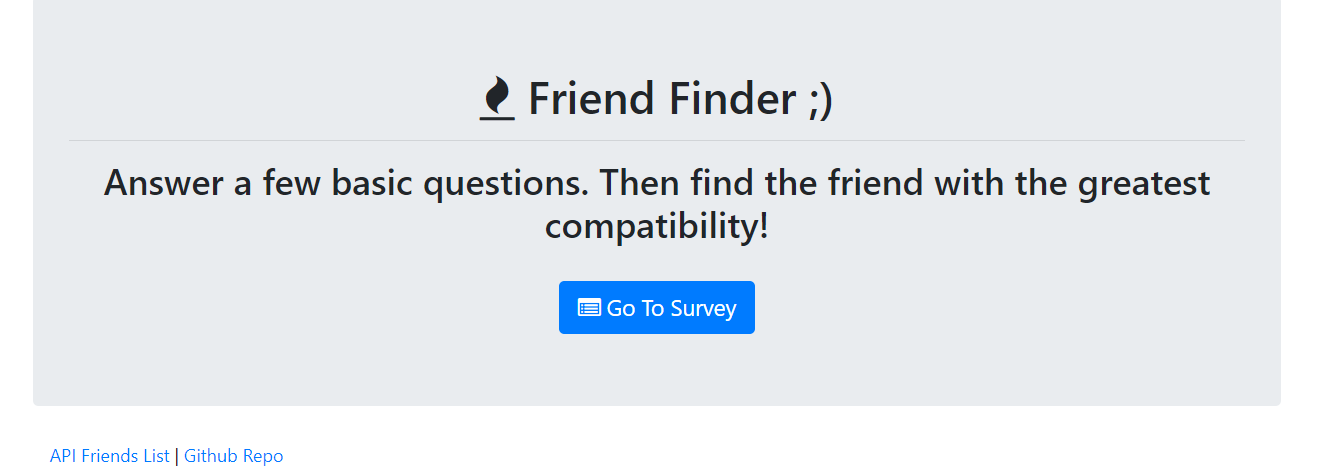 Friend Finder ;)
Answer a few basic questions. Then find the friend with the greatest
compatibility!
Go To Survey
API Friends List | Github Repo